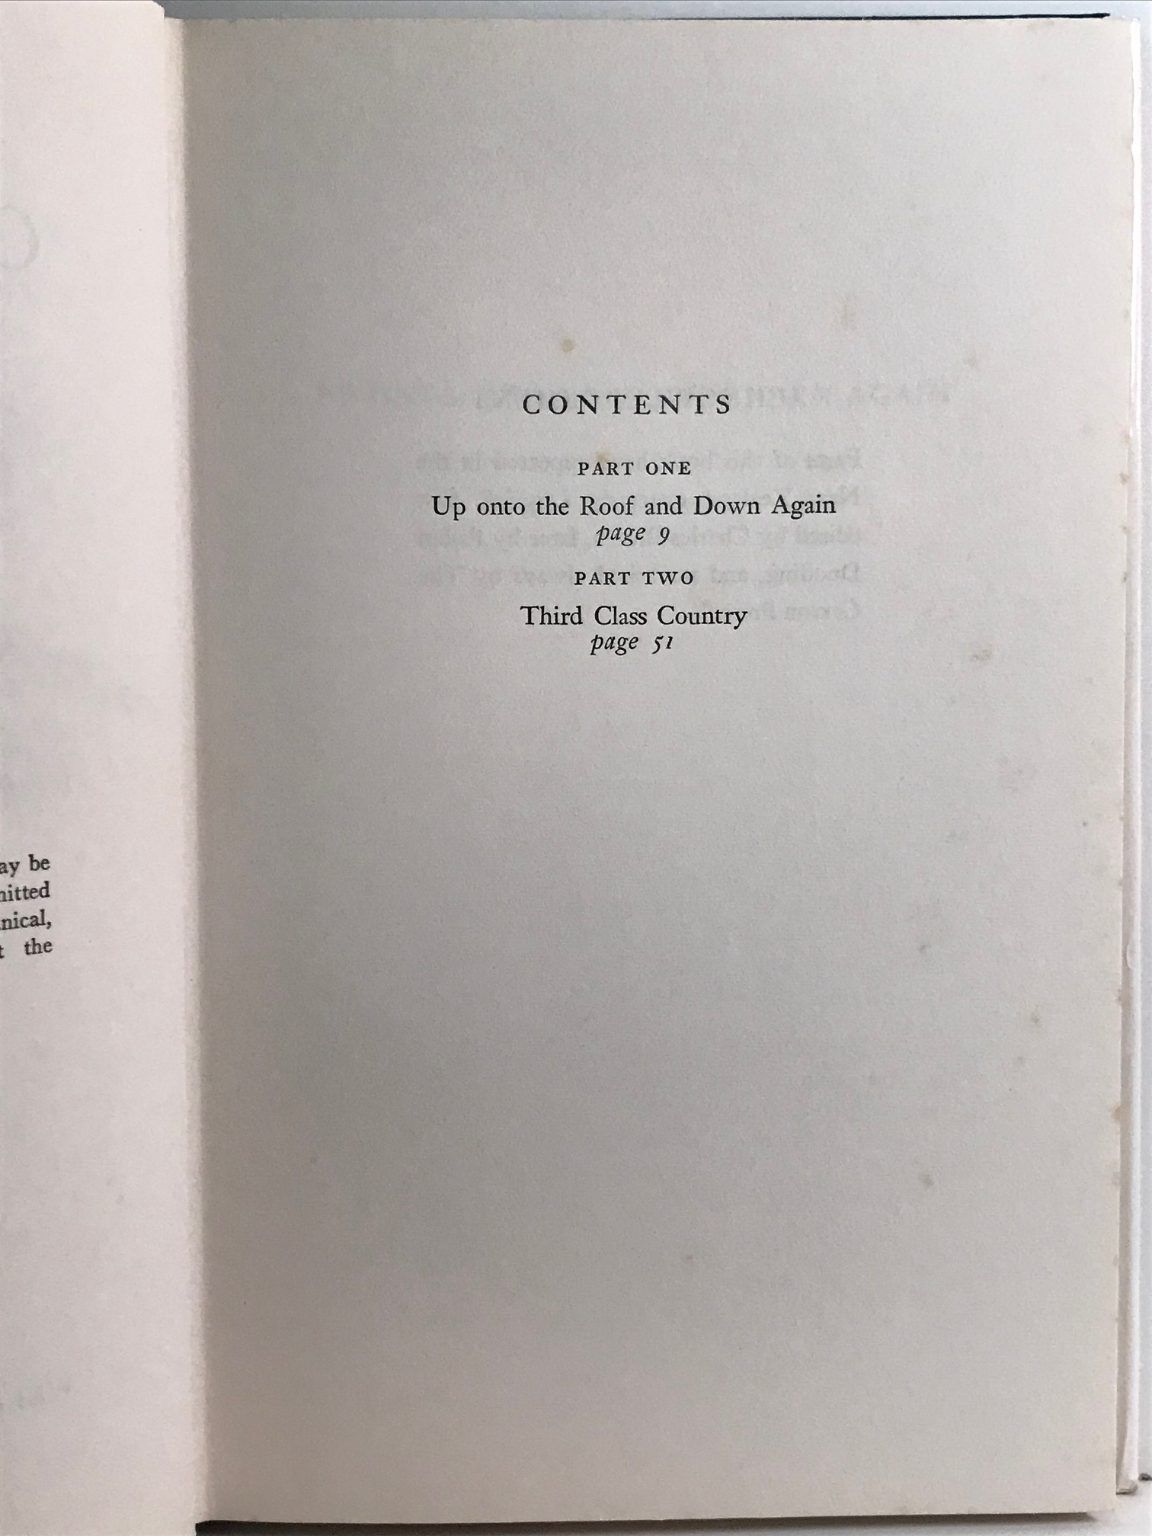 ay be
mitted
nical,
t the
CONTENTS
PART ONE
Up onto the Roof and Down Again
page 9
PART TWO
Third Class Country
page 51